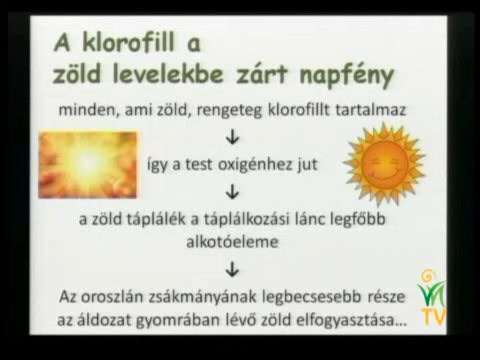 A klorofill a
zöld levelekbe zárt napfény
minden, ami zöld, rengeteg klorofillt tartalmaz
így a test oxigénhez jut
a zöld táplálék a táplálkozási lánc legfőbb
alkotóeleme
Az oroszlán zsákmányának legbecsesebb része
az áldozat gyomrában lévő zöld elfogyasztása...
TV